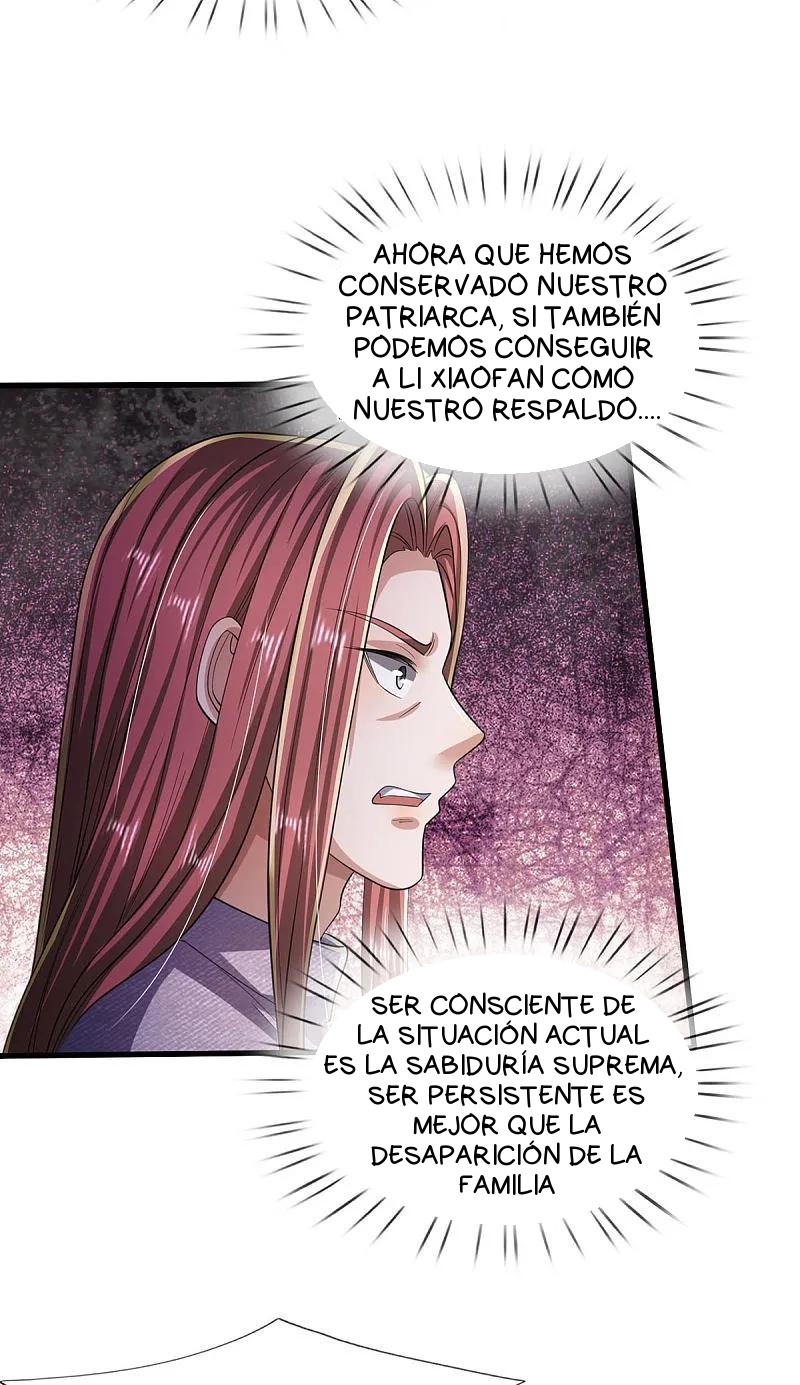 AHORA QUE HEMOS
CONSERVADO NUESTRO
PATRIARCA, SI TAMBIÉN
PODEMOS CONSEGUIR
A LI XIAOFAN COMO
NUESTRO RESPALDO....
SER CONSCIENTE DE
LA SITUACIÓN ACTUAL
ES LA SABIDURÍA SUPREMA,
SER PERSISTENTE ES
MEJOR QUE LA
DESAPARICIÓN DE LA
FAMILIA